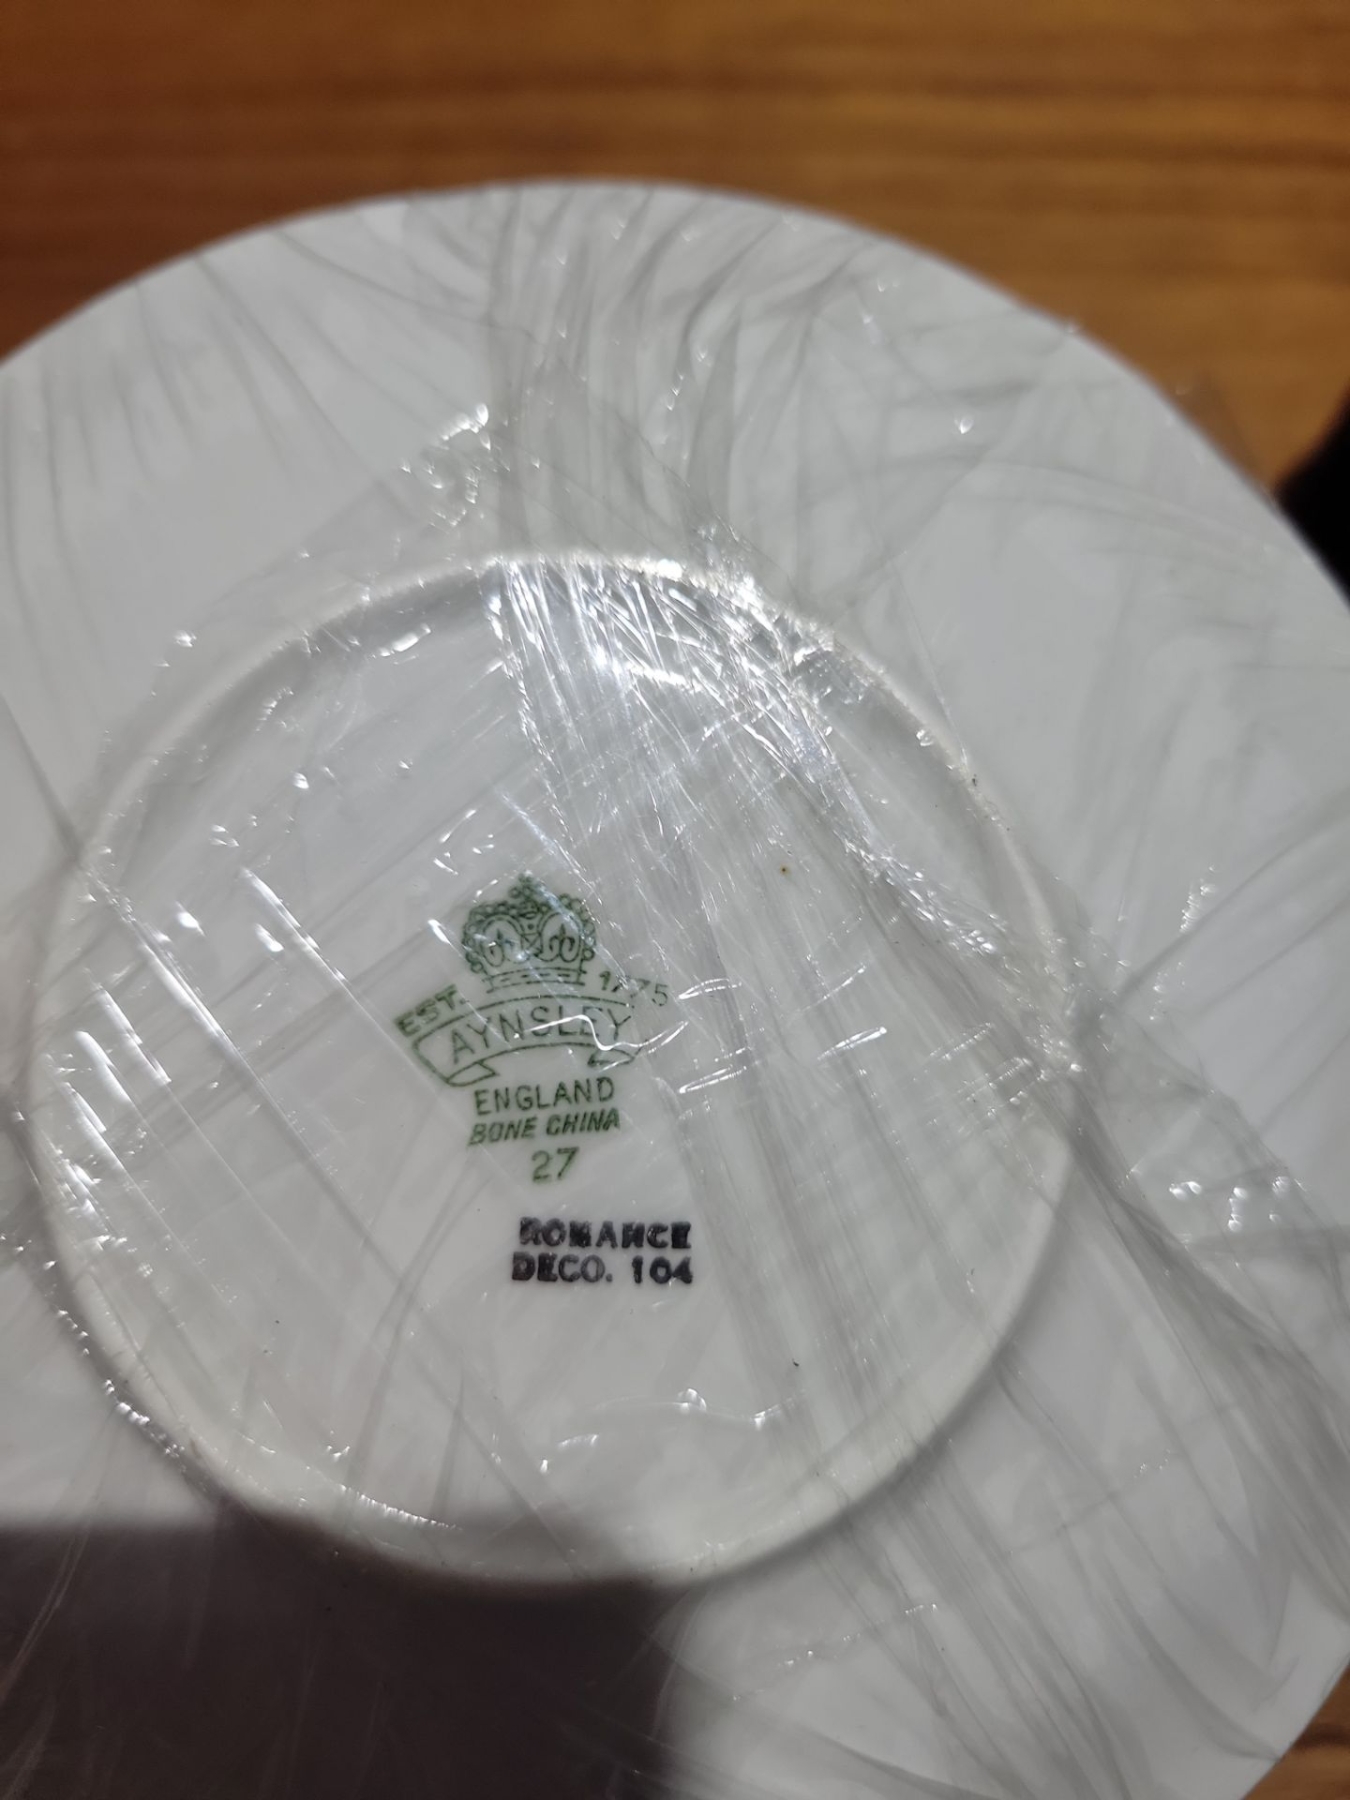 EST. 1775
AYNSLEY
ENGLAND
BONE CHINA
27
ROMANCE
DECO. 104